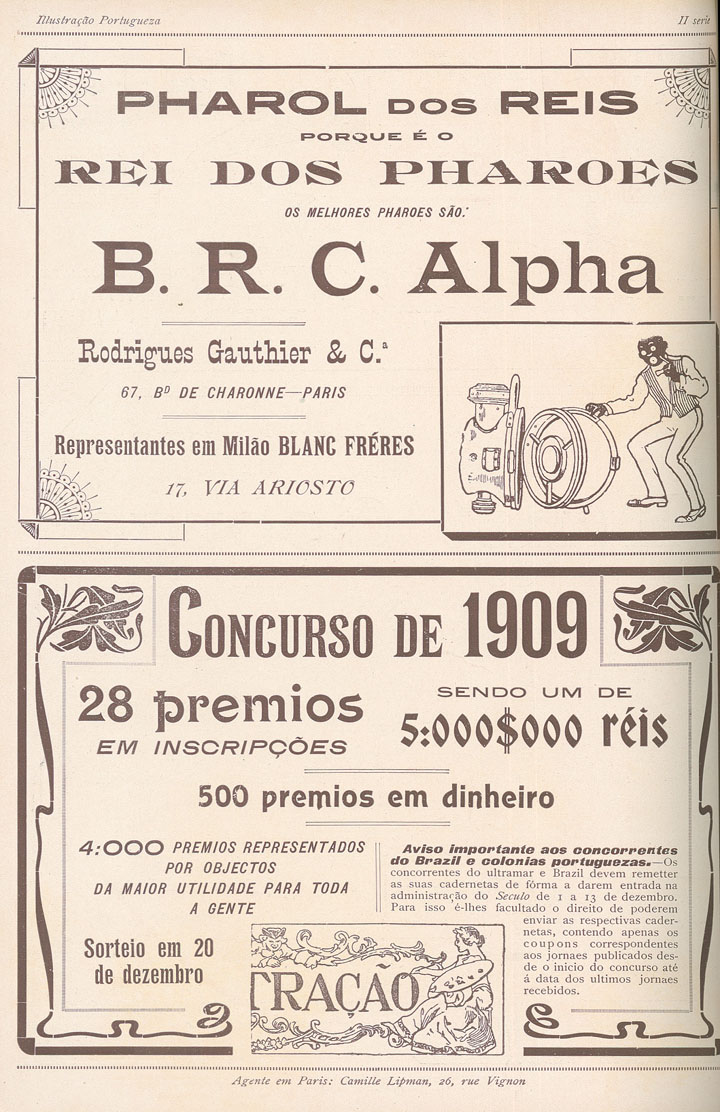 Illustração Portugueza
II serie
PHAROL DOS REIS
PORQUE É O
REI DOS PHAROES
OS MELHORES PHAROES SÃO:
B. R. C. Alpha
Rodrigues Gauthier & C.ª
67, Bᴰ DE CHARONNE—PARIS
Representantes em Milão BLANC FRÉRES
17, VIA ARIOSTO
CONCURSO DE 1909
28 premios
EM INSCRIPÇÕES
SENDO UM DE
5:000$000 réis
500 premios em dinheiro
4:000 PREMIOS REPRESENTADOS
POR OBJECTOS
DA MAIOR UTILIDADE PARA TODA
A GENTE
Sorteio em 20
de dezembro
Aviso importante aos concorrentes
do Brazil e colonias portuguezas.—Os
concorrentes do ultramar e Brazil devem remetter
as suas cadernetas de fórma a darem entrada na
administração do Seculo de 1 a 13 de dezembro.
Para isso é-lhes facultado o direito de poderem
enviar as respectivas cader-
netas, contendo apenas os
coupons correspondentes
aos jornaes publicados des-
de o inicio do concurso até
á data dos ultimos jornaes
recebidos.
TRAÇÃO
Agente em Paris: Camille Lipman, 26, rue Vignon